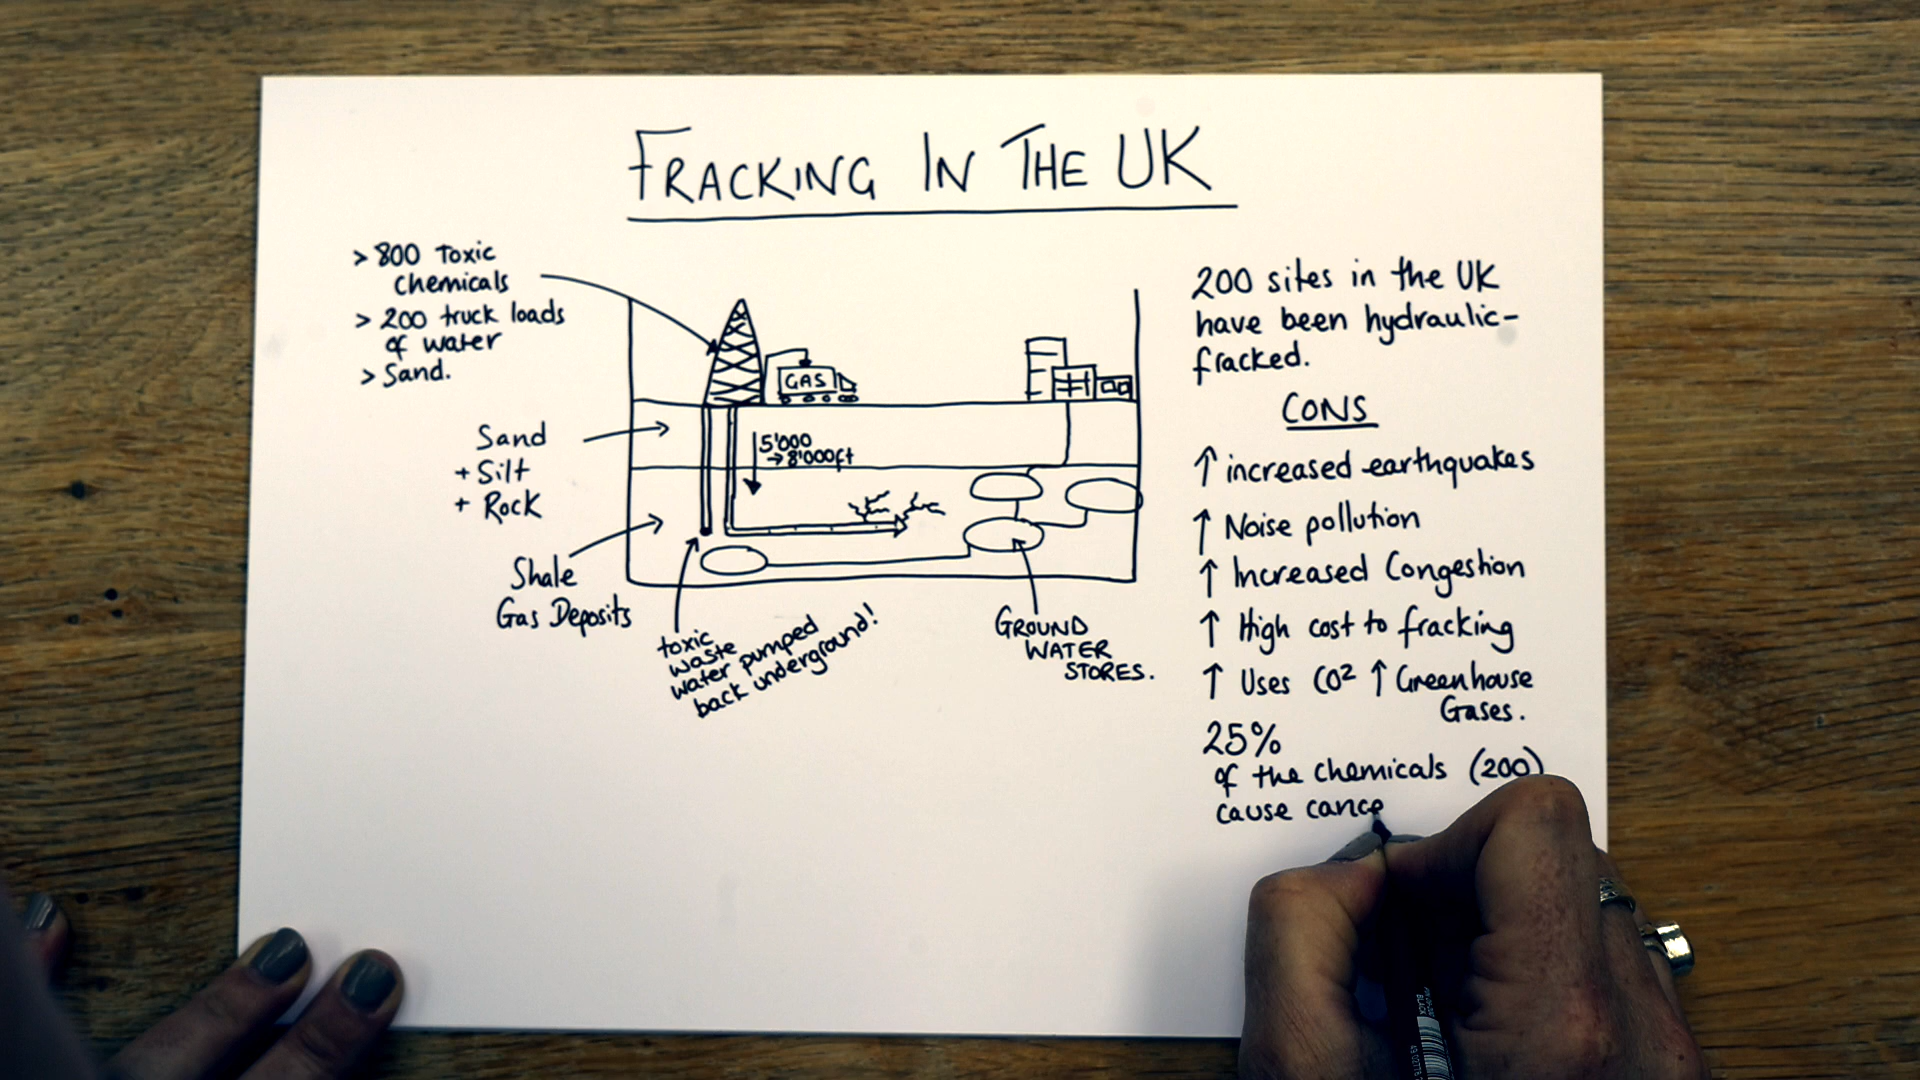 FRACKING IN THE UK
> 800 Toxic
chemicals
> 200 truck loads
of water
> Sand.
Sand
+ Silt
+ Rock
Shale
Gas Deposits
GAS
5'000
→ 8'000ft
toxic
waste
water pumped
back underground!
GROUND
WATER
STORES.
200 sites in the UK
have been hydraulic-
fracked.
CONS
↑ increased earthquakes
↑ Noise pollution
↑ Increased Congestion
↑ High cost to fracking
↑ Uses CO² ↑ Greenhouse
Gases.
25%
of the chemicals (200)
cause cance
BLACK